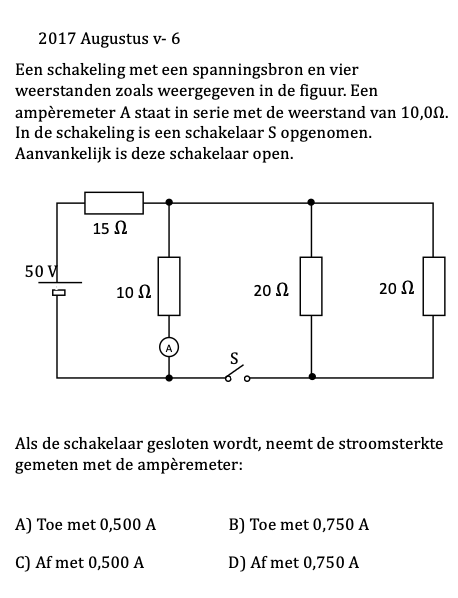 2017 Augustus v- 6
Een schakeling met een spanningsbron en vier
weerstanden zoals weergegeven in de figuur. Een
ampèremeter A staat in serie met de weerstand van 10,0Ω.
In de schakeling is een schakelaar S opgenomen.
Aanvankelijk is deze schakelaar open.
15 Ω
50 V
10 Ω
20 Ω
20 Ω
A
S
Als de schakelaar gesloten wordt, neemt de stroomsterkte
gemeten met de ampèremeter:
A) Toe met 0,500 A
B) Toe met 0,750 A
C) Af met 0,500 A
D) Af met 0,750 A